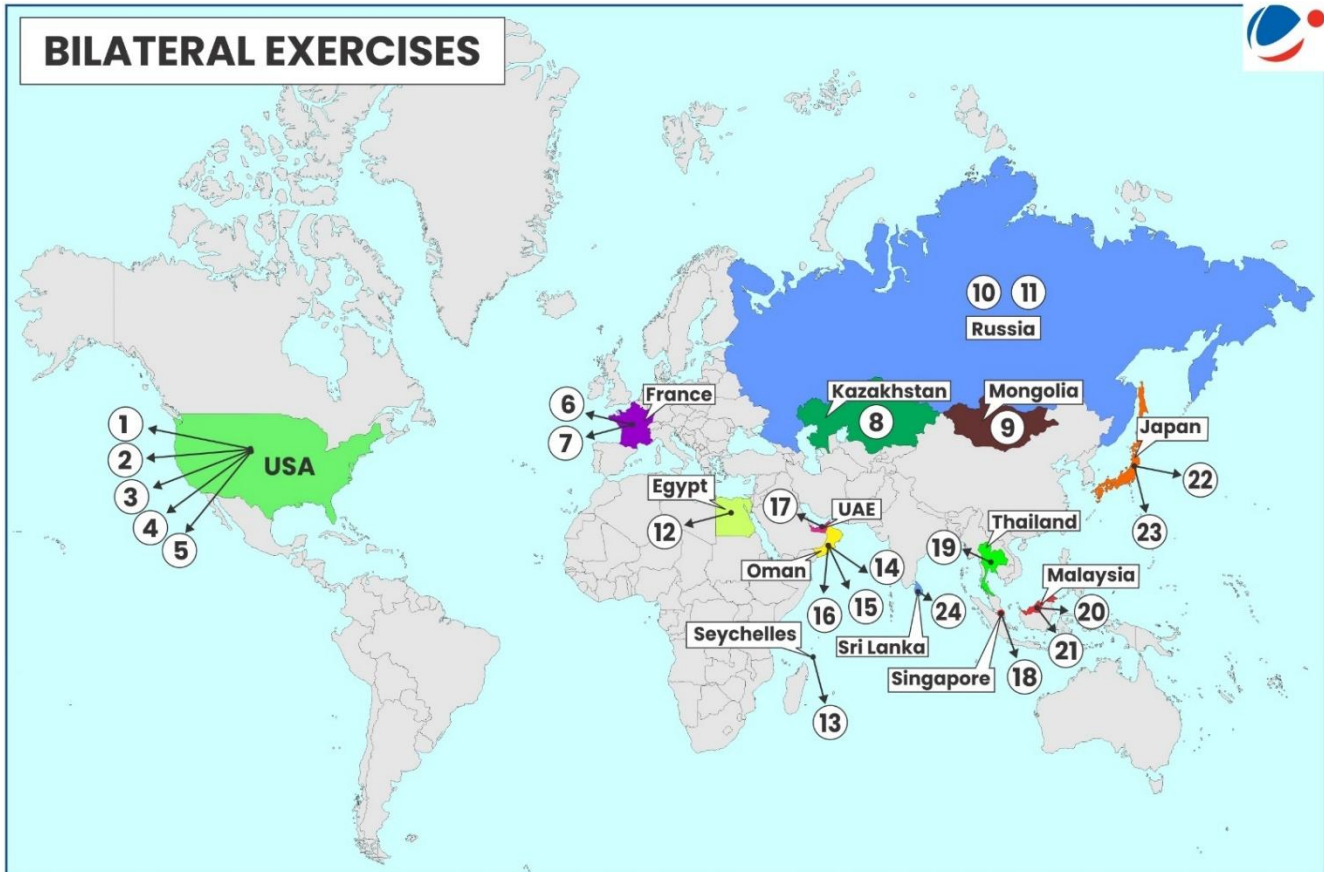 BILATERAL EXERCISES
10 11
Russia
6
France
Kazakhstan
Mongolia
1
7
8
9
Japan
2
USA
3
4
5
Egypt
17
UAE
22
12
Thailand
23
19
Oman
14
Malaysia
16
15
24
20
Seychelles
Sri Lanka
21
Singapore
18
13